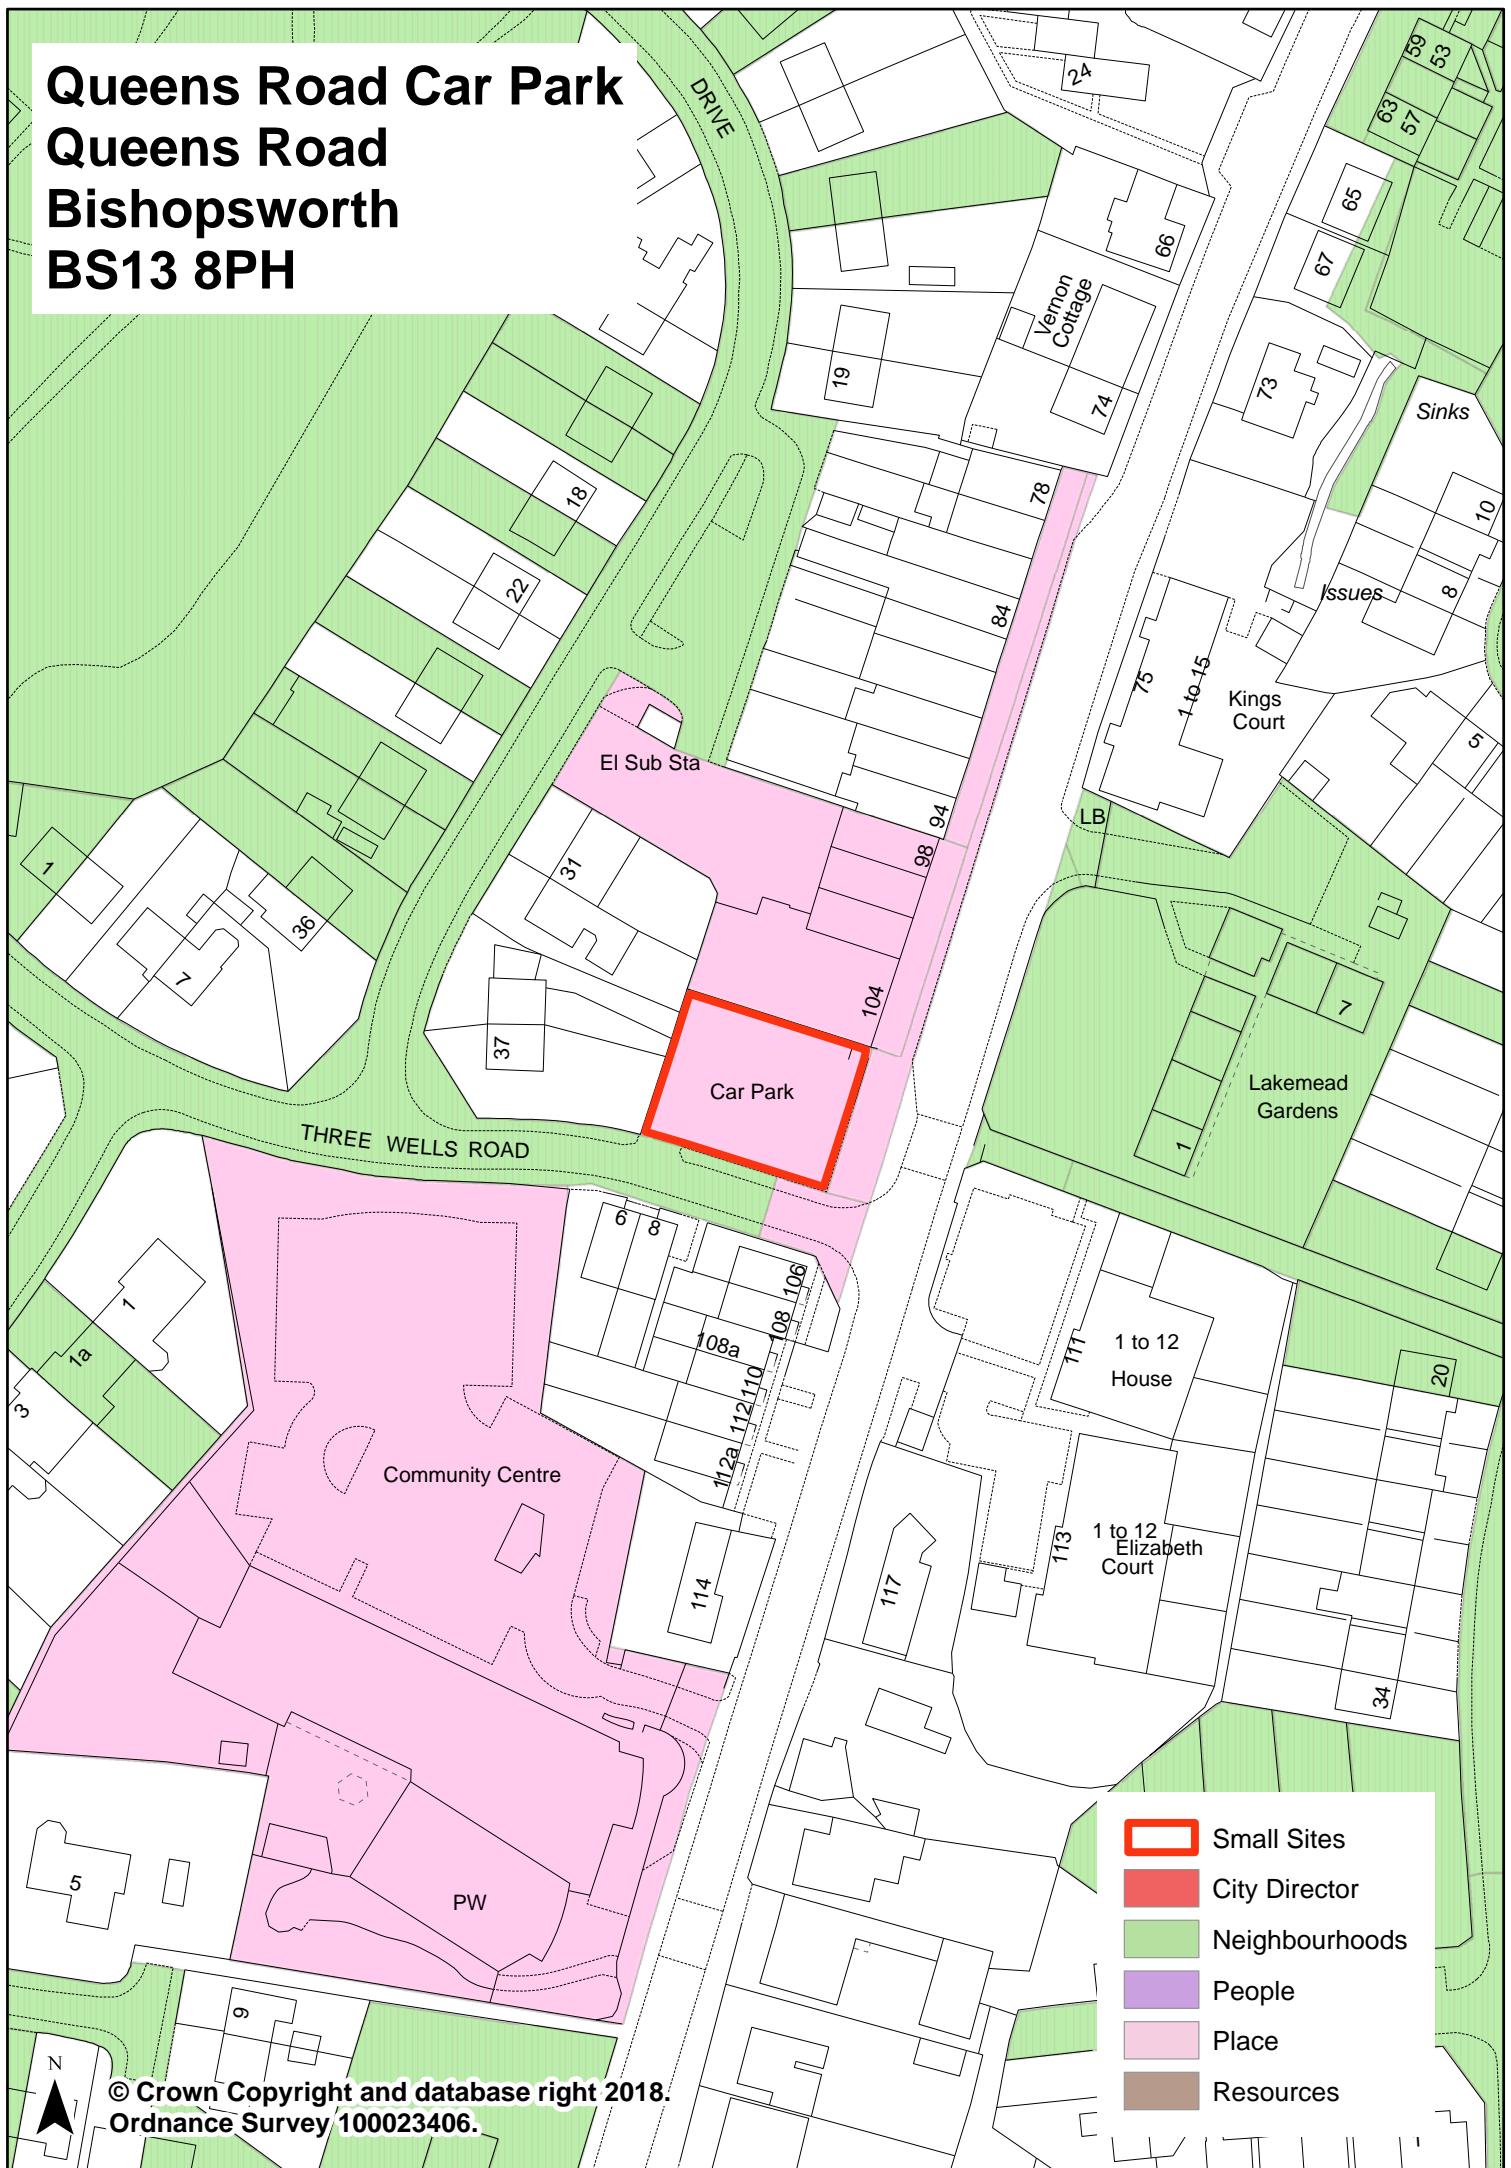 Queens Road Car Park
Queens Road
Bishopsworth
BS13 8PH
DRIVE
24
59
53
63
57
65
66
67
Vernon
Cottage
19
74
73
Sinks
18
78
10
22
84
Issues
8
75
1 to 15
Kings
Court
5
El Sub Sta
94
LB
98
31
1
36
7
104
7
37
Car Park
Lakemead
Gardens
THREE WELLS ROAD
1
6
8
106
1
108
108a
111
1 to 12
House
1a
110
20
3
112
112a
Community Centre
113
1 to 12
Elizabeth
Court
114
117
34
5
PW
Small Sites
City Director
Neighbourhoods
People
Place
Resources
9
N
© Crown Copyright and database right 2018.
Ordnance Survey 100023406.